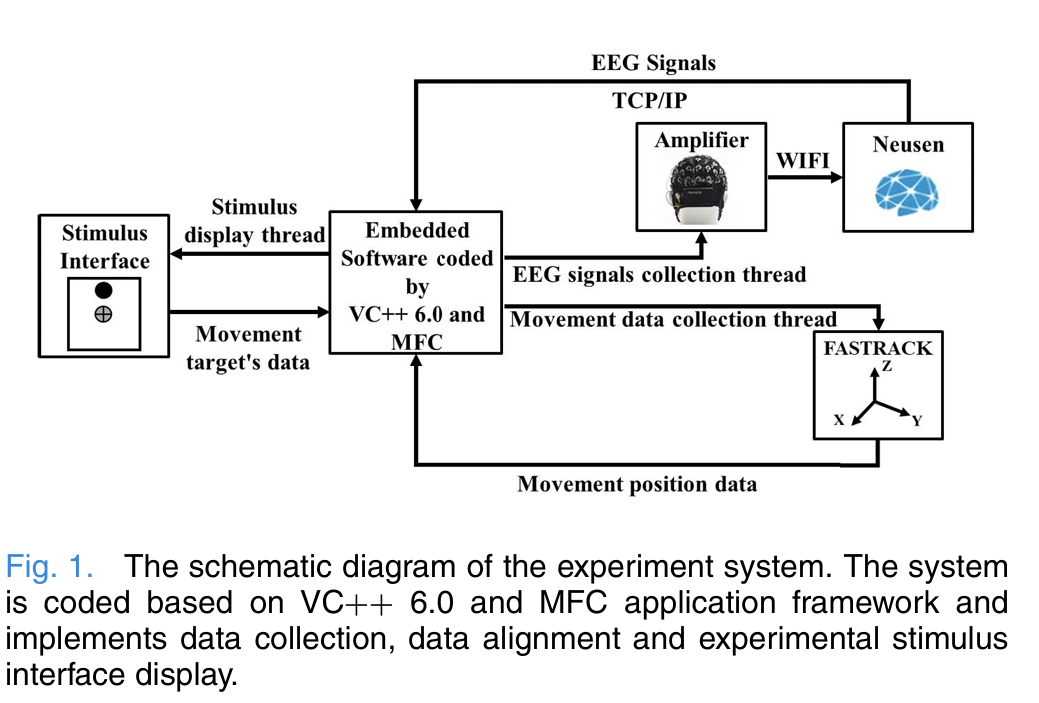 EEG Signals
TCP/IP
Amplifier
WIFI
Neusen
Stimulus
display thread
Stimulus
Interface
Embedded
Software coded
by
VC++ 6.0 and
MFC
EEG signals collection thread
Movement data collection thread
Movement
target's data
FASTRACK
Z
X
Y
Movement position data
Fig. 1. The schematic diagram of the experiment system. The system
is coded based on VC++ 6.0 and MFC application framework and
implements data collection, data alignment and experimental stimulus
interface display.